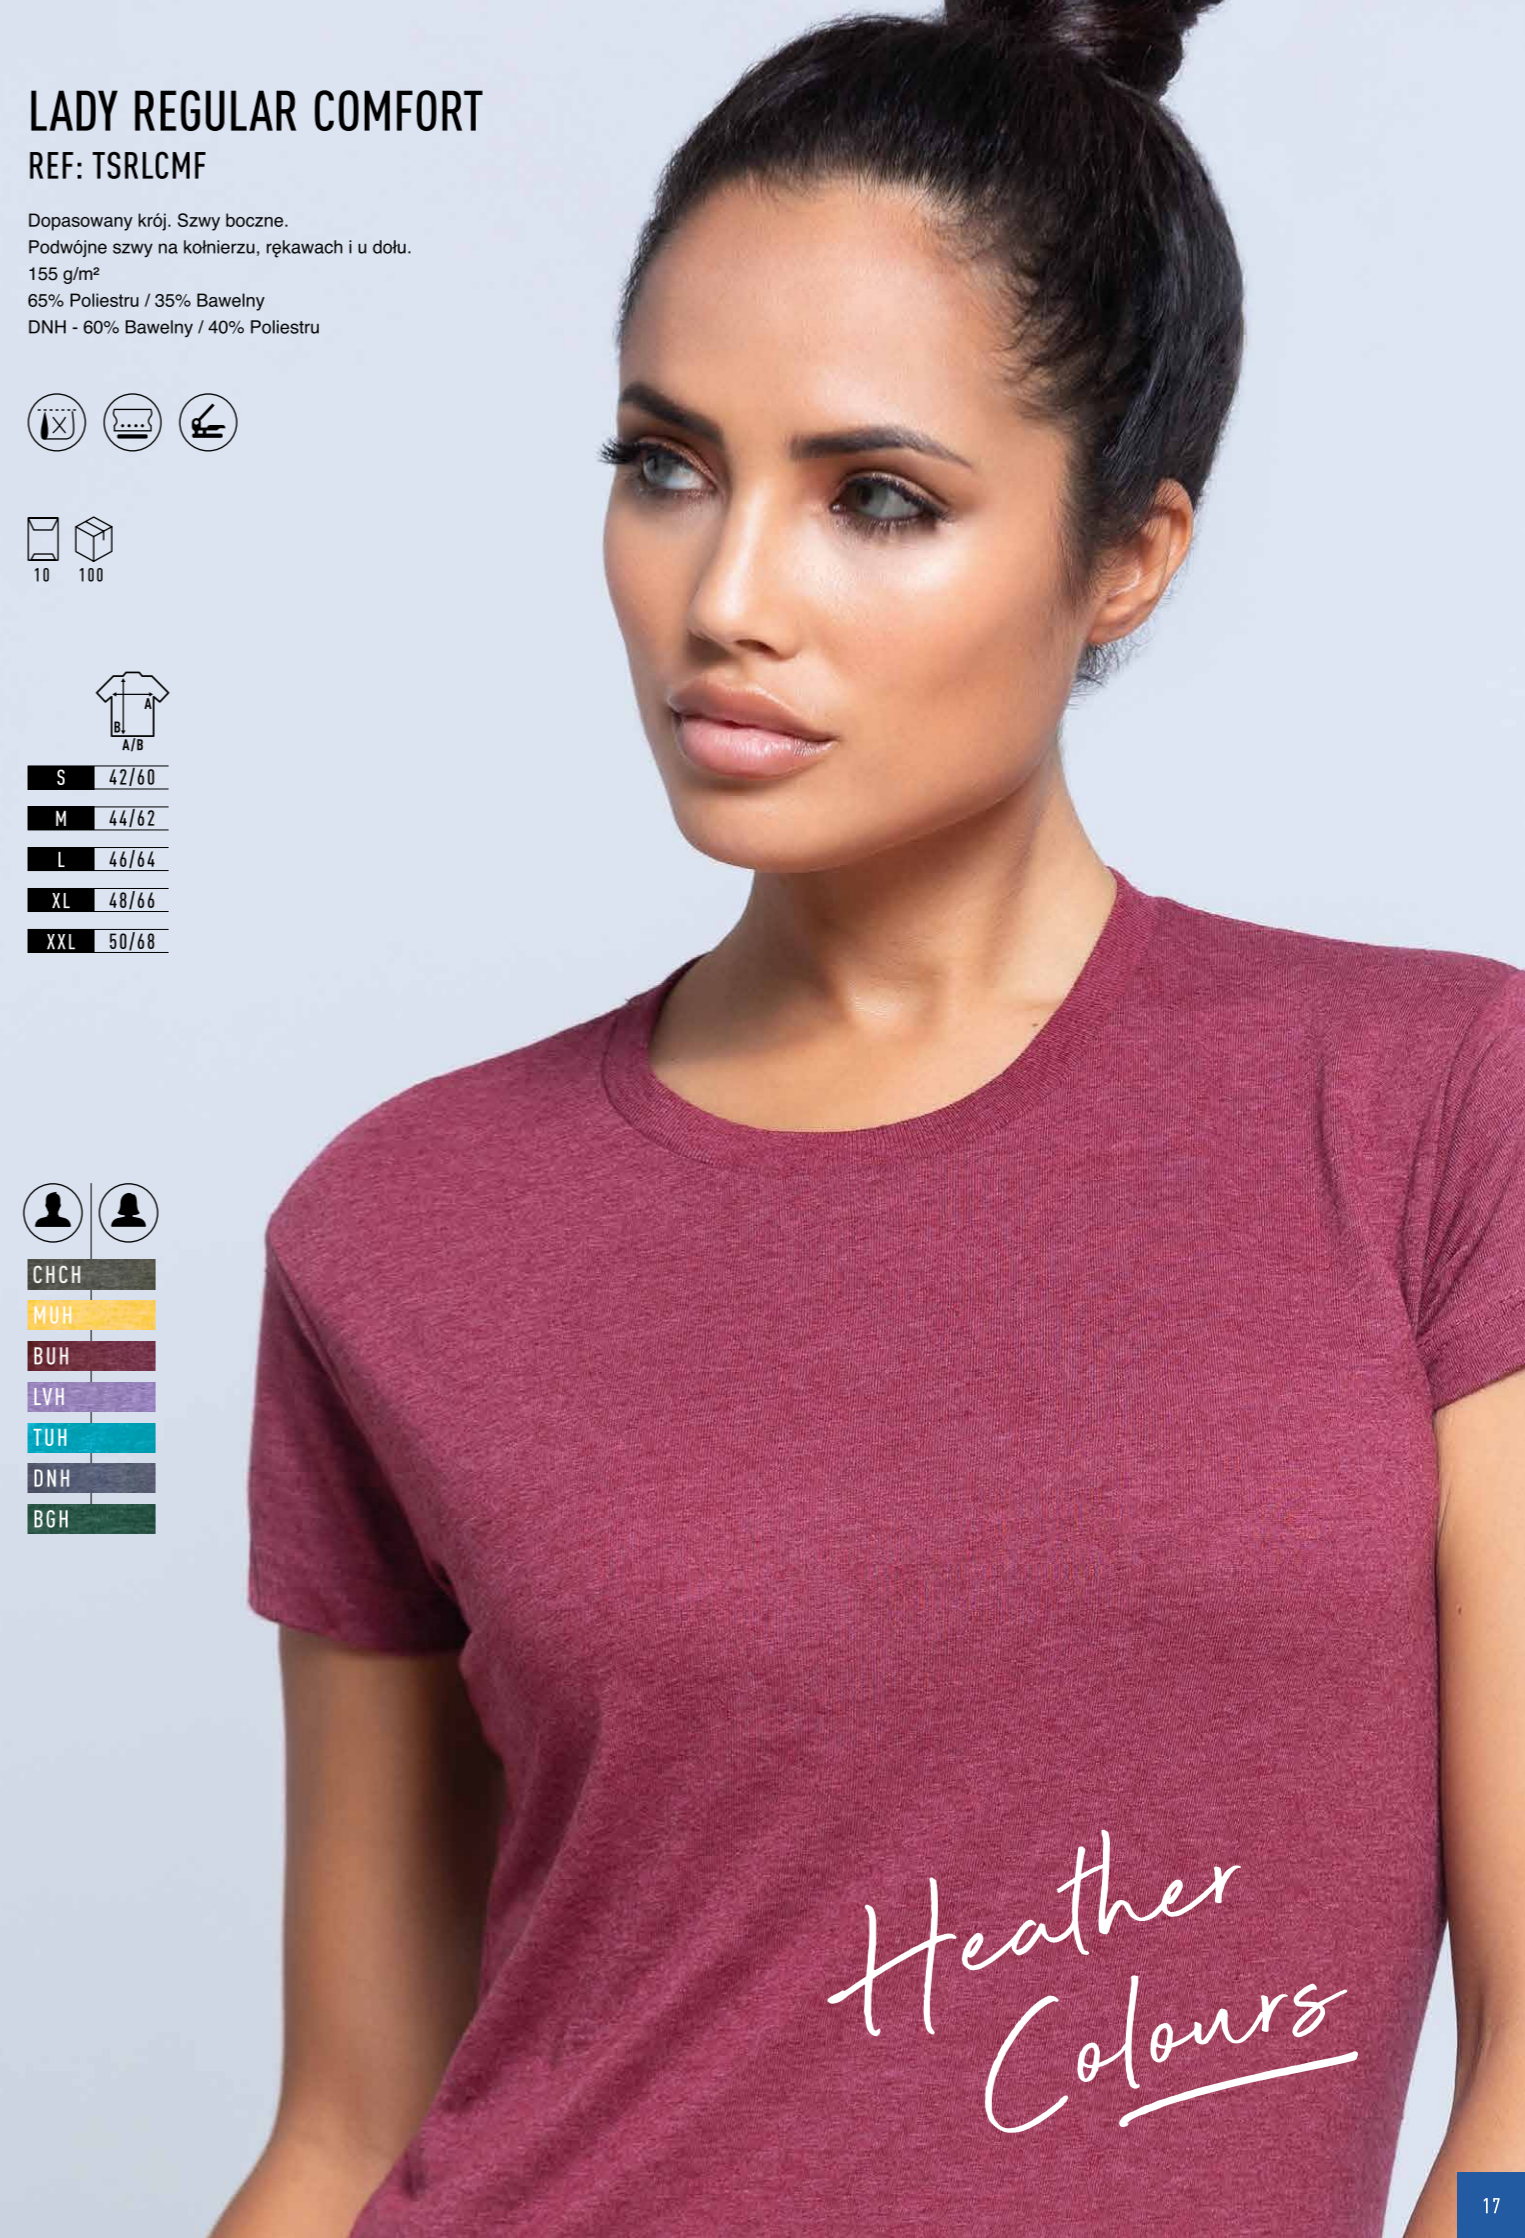 LADY REGULAR COMFORT
REF: TSRLCMF
Dopasowany krój. Szwy boczne.
Podwójne szwy na kołnierzu, rękawach i u dołu.
155 g/m²
65% Poliestru / 35% Bawelny
DNH - 60% Bawelny / 40% Poliestru
10 100
A
B
A/B
S 42/60
M 44/62
L 46/64
XL 48/66
XXL 50/68
CHCH
MUH
BUH
LVH
TUH
DNH
BGH
Heather
Colours
17